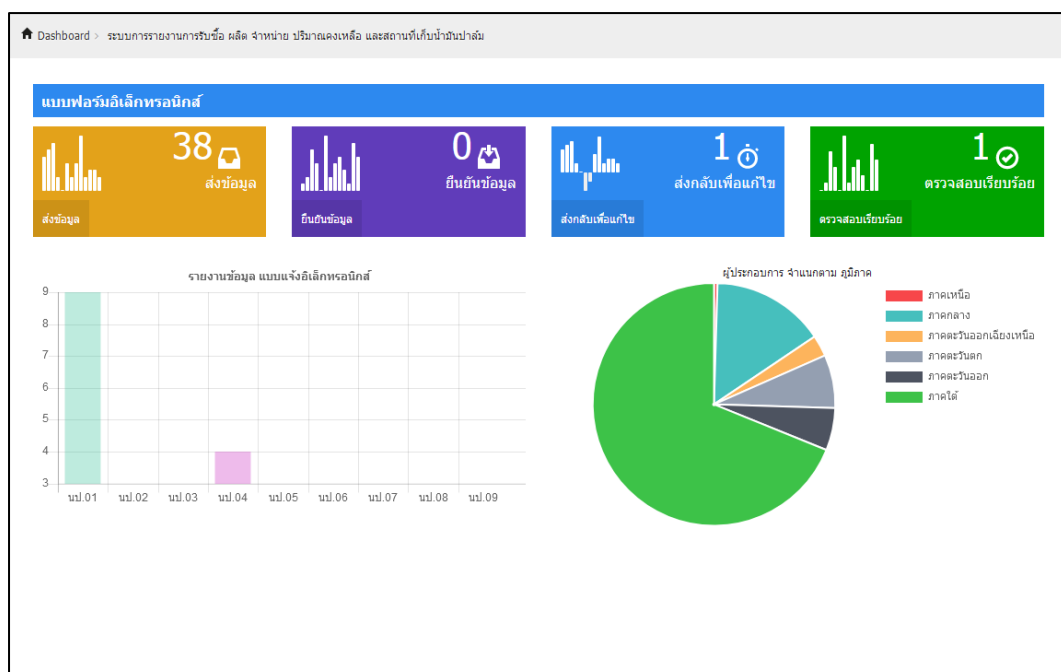 Dashboard > ระบบการรายงานการรับซื้อ ผลิต จำหน่าย ปริมาณคงเหลือ และสถานที่เก็บน้ำมันปาล์ม
แบบฟอร์มอิเล็กทรอนิกส์
38
ส่งข้อมูล
ส่งข้อมูล
0
ยืนยันข้อมูล
ยืนยันข้อมูล
1
ส่งกลับเพื่อแก้ไข
ส่งกลับเพื่อแก้ไข
1
ตรวจสอบเรียบร้อย
ตรวจสอบเรียบร้อย
รายงานข้อมูล แบบแจ้งอิเล็กทรอนิกส์
9
8
7
6
5
4
3
นป.01 นป.02 นป.03 นป.04 นป.05 นป.06 นป.07 นป.08 นป.09
ผู้ประกอบการ จำแนกตาม ภูมิภาค
ภาคเหนือ
ภาคกลาง
ภาคตะวันออกเฉียงเหนือ
ภาคตะวันตก
ภาคตะวันออก
ภาคใต้